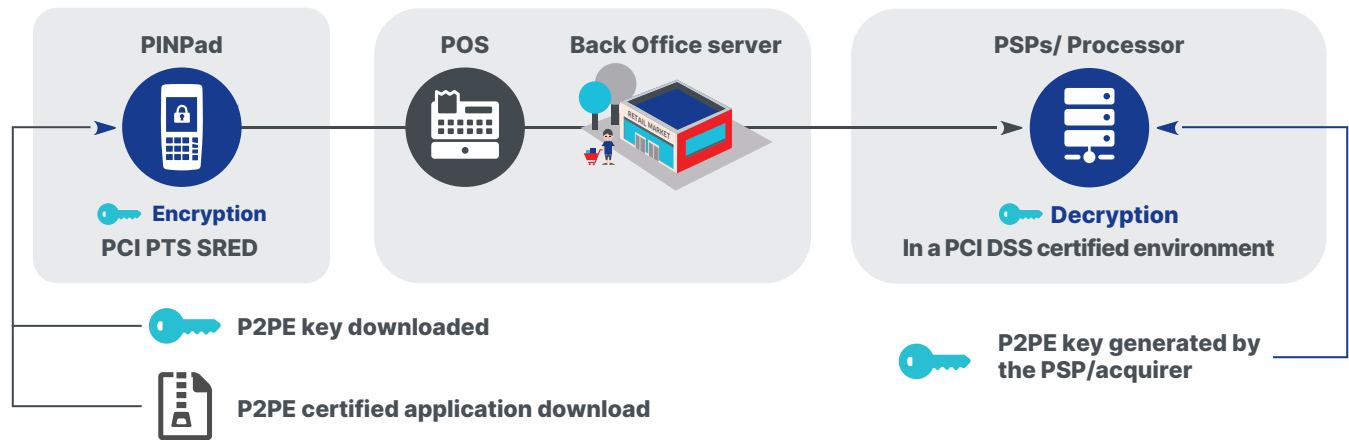 PINPad
POS
Back Office server
PSPs/ Processor
RETAIL MARKET
Encryption
PCI PTS SRED
Decryption
In a PCI DSS certified environment
P2PE key downloaded
P2PE key generated by
the PSP/acquirer
P2PE certified application download